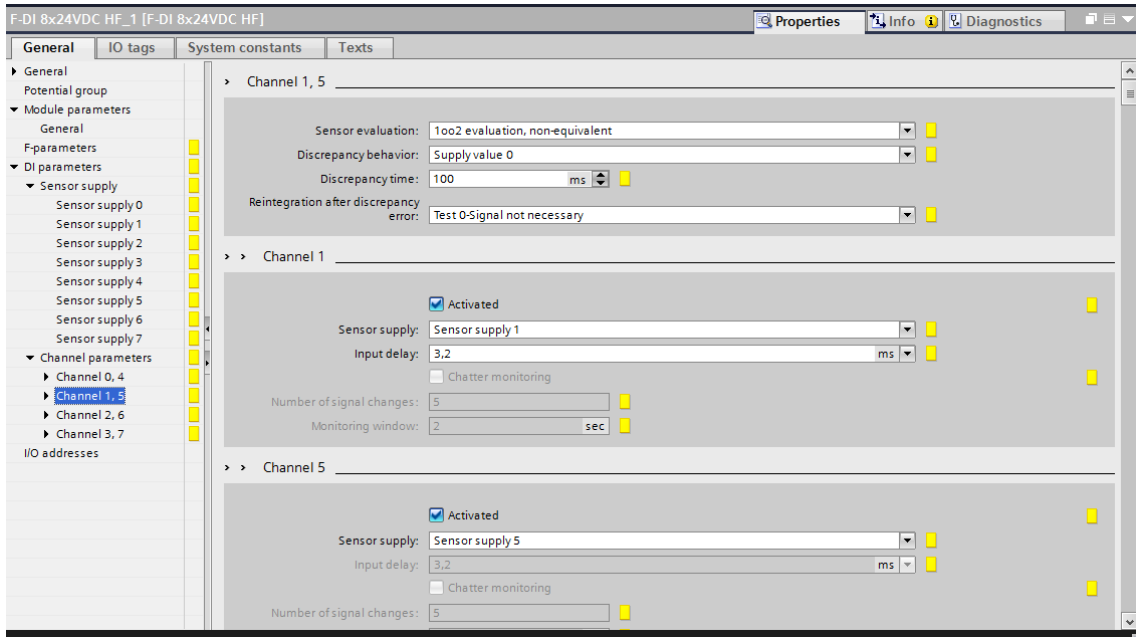 F-DI 8x24VDC HF_1 [F-DI 8x24VDC HF]
Properties
Info
Diagnostics
General
IO tags
System constants
Texts
General
Potential group
Module parameters
General
F-parameters
DI parameters
Sensor supply
Sensor supply 0
Sensor supply 1
Sensor supply 2
Sensor supply 3
Sensor supply 4
Sensor supply 5
Sensor supply 6
Sensor supply 7
Channel parameters
Channel 0, 4
Channel 1, 5
Channel 2, 6
Channel 3, 7
I/O addresses
Channel 1, 5
Sensor evaluation: 1oo2 evaluation, non-equivalent
Discrepancy behavior: Supply value 0
Discrepancy time: 100 ms
Reintegration after discrepancy
error: Test 0-Signal not necessary
Channel 1
Activated
Sensor supply: Sensor supply 1
Input delay: 3,2 ms
Chatter monitoring
Number of signal changes: 5
Monitoring window: 2 sec
Channel 5
Activated
Sensor supply: Sensor supply 5
Input delay: 3,2 ms
Chatter monitoring
Number of signal changes: 5